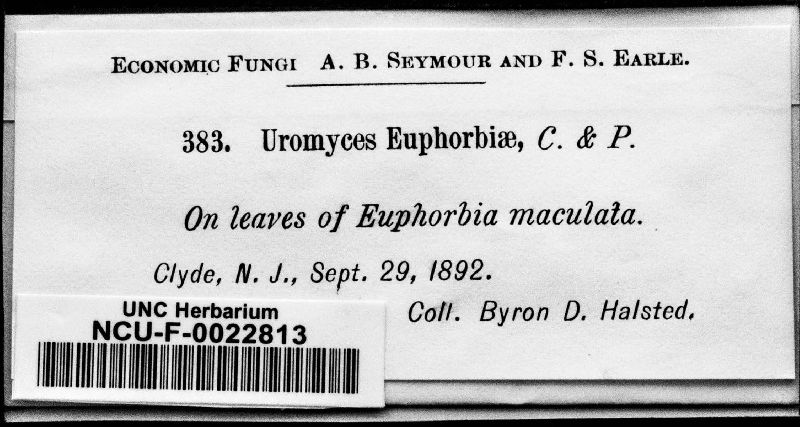 Economic Fungi A. B. Seymour and F. S. Earle.
383. Uromyces Euphorbiæ, C. & P.
On leaves of Euphorbia maculata.
Clyde, N. J., Sept. 29, 1892.
Coll. Byron D. Halsted.
UNC Herbarium
NCU-F-0022813